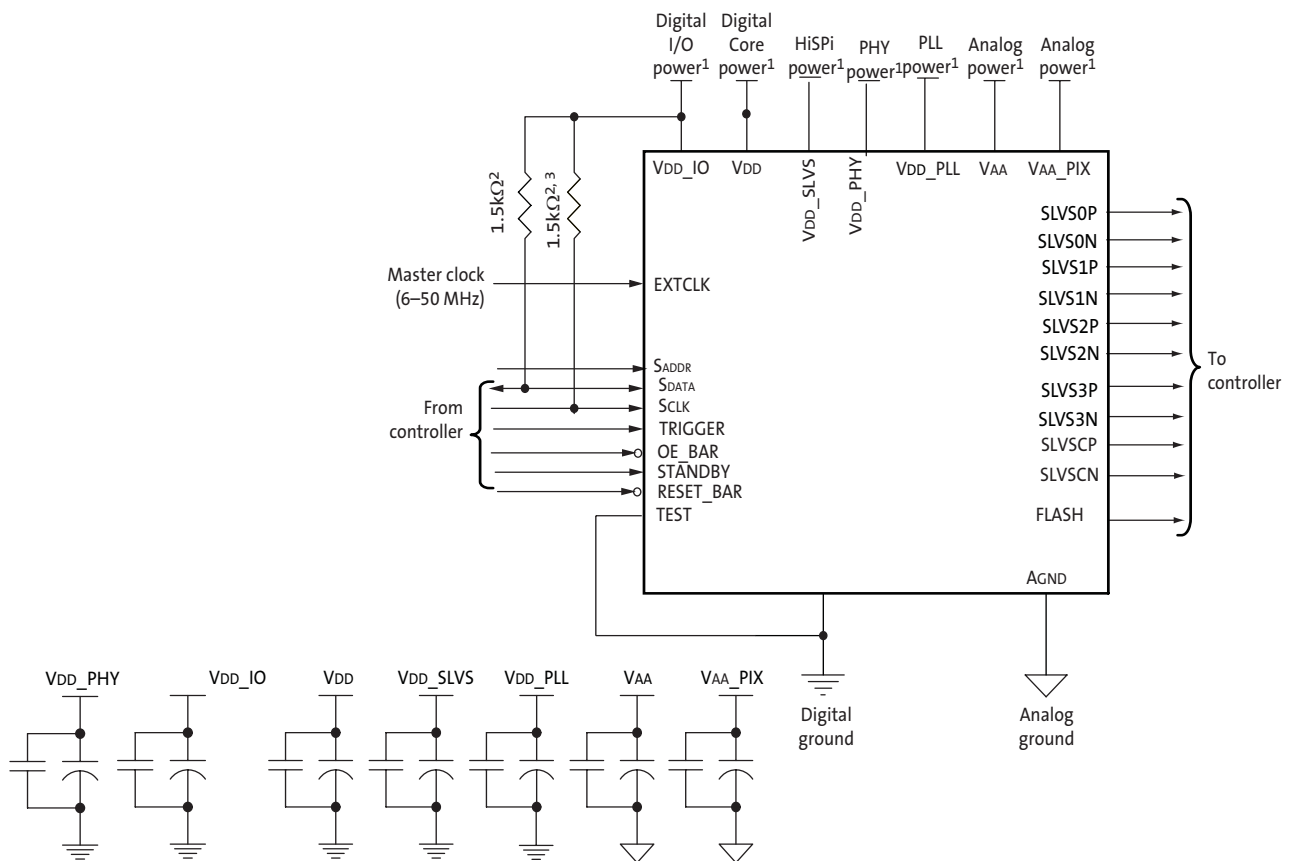 Digital
I/O
power1
Digital
Core
power1
HiSPi
power1
PHY
power1
PLL
power1
Analog
power1
Analog
power1
VDD_IO
VDD
VDD_SLVS
VDD_PHY
VDD_PLL
VAA
VAA_PIX
1.5kΩ2
1.5kΩ2, 3
Master clock
(6–50 MHz)
EXTCLK
SADDR
SDATA
SCLK
TRIGGER
OE_BAR
STANDBY
RESET_BAR
TEST
From
controller
SLVS0P
SLVS0N
SLVS1P
SLVS1N
SLVS2P
SLVS2N
SLVS3P
SLVS3N
SLVSCP
SLVSCN
FLASH
To
controller
AGND
Digital
ground
Analog
ground
VDD_PHY
VDD_IO
VDD
VDD_SLVS
VDD_PLL
VAA
VAA_PIX